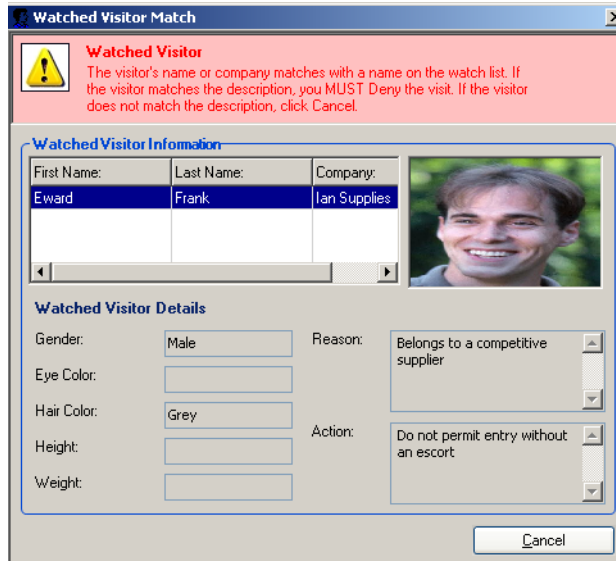 Watched Visitor Match
Watched Visitor
The visitor's name or company matches with a name on the watch list. If
the visitor matches the description, you MUST Deny the visit. If the visitor
does not match the description, click Cancel.
Watched Visitor Information
First Name: Last Name: Company:
Eward Frank Ian Supplies
Watched Visitor Details
Gender: Male
Eye Color:
Hair Color: Grey
Height:
Weight:
Reason: Belongs to a competitive
supplier
Action: Do not permit entry without
an escort
Cancel